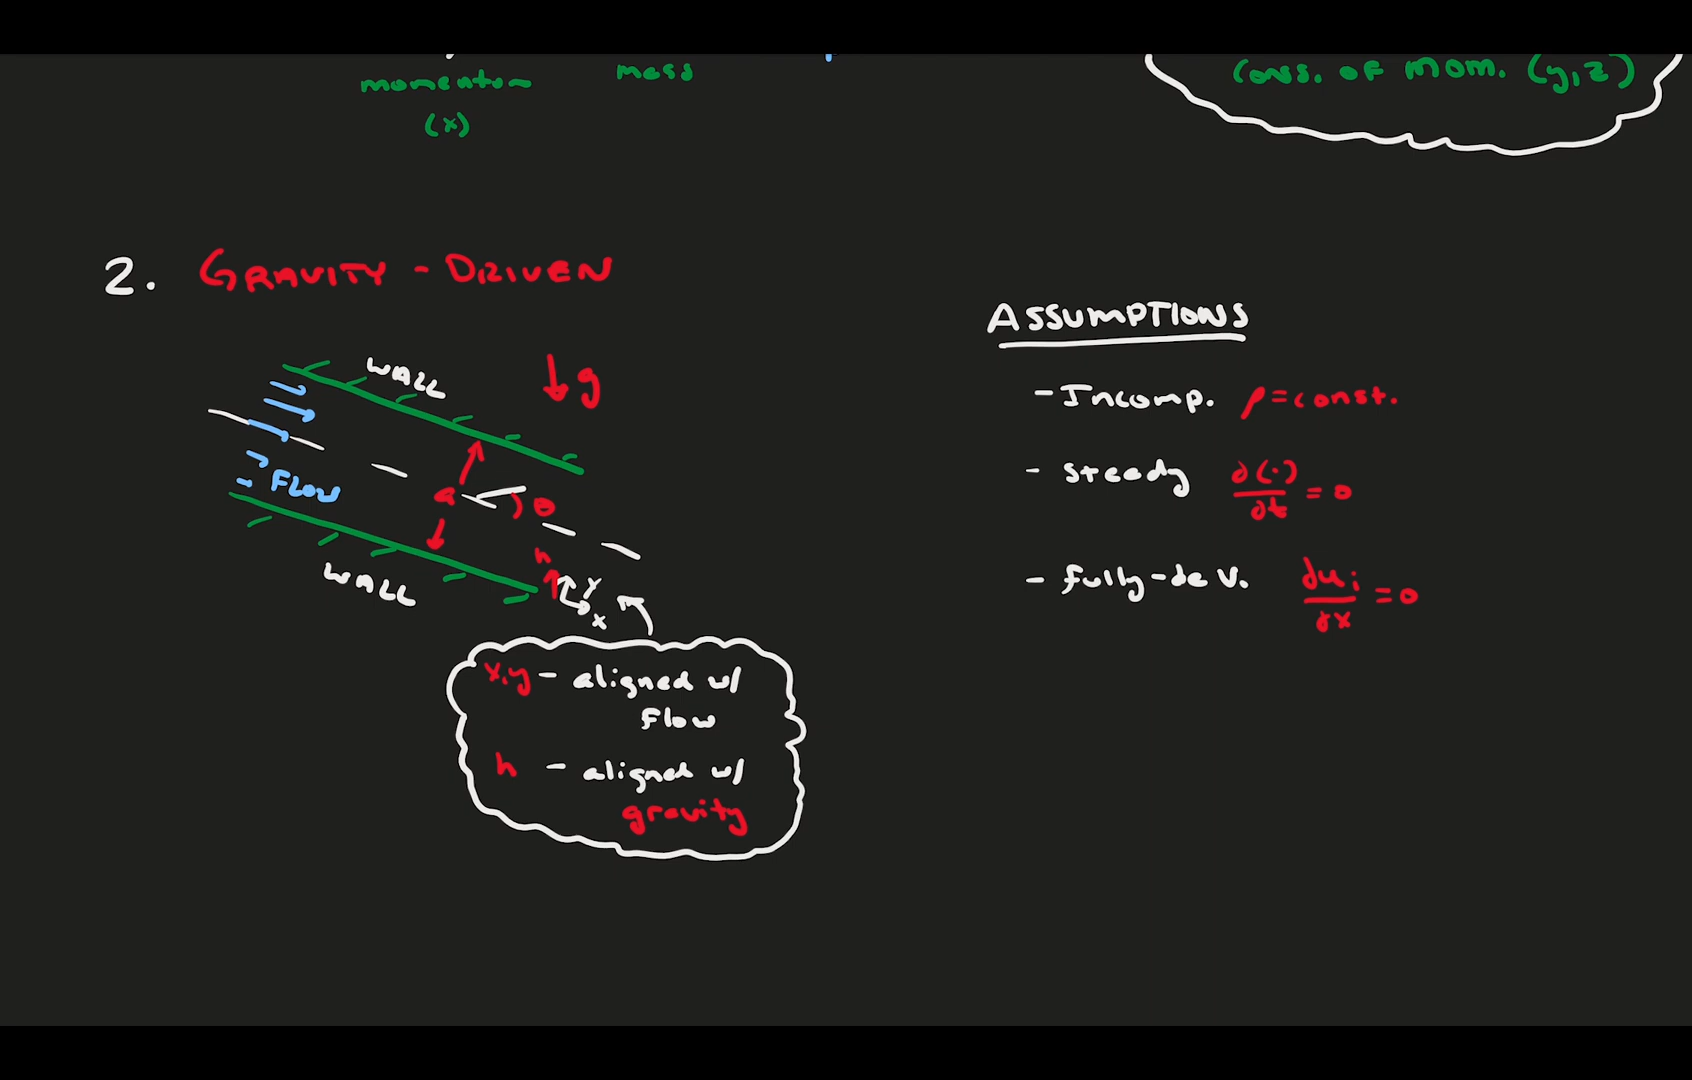 momentum
(x)
mass
Cons. of mom. (y,z)
2. GRAVITY-DRIVEN
WALL
↓g
FLOW
a
θ
h
y
x
WALL
x,y - aligned w/
flow
h - aligned w/
gravity
ASSUMPTIONS
- Incomp. ρ=const.
- steady ∂(·)/∂t = 0
- fully-dev. ∂uᵢ/∂x = 0